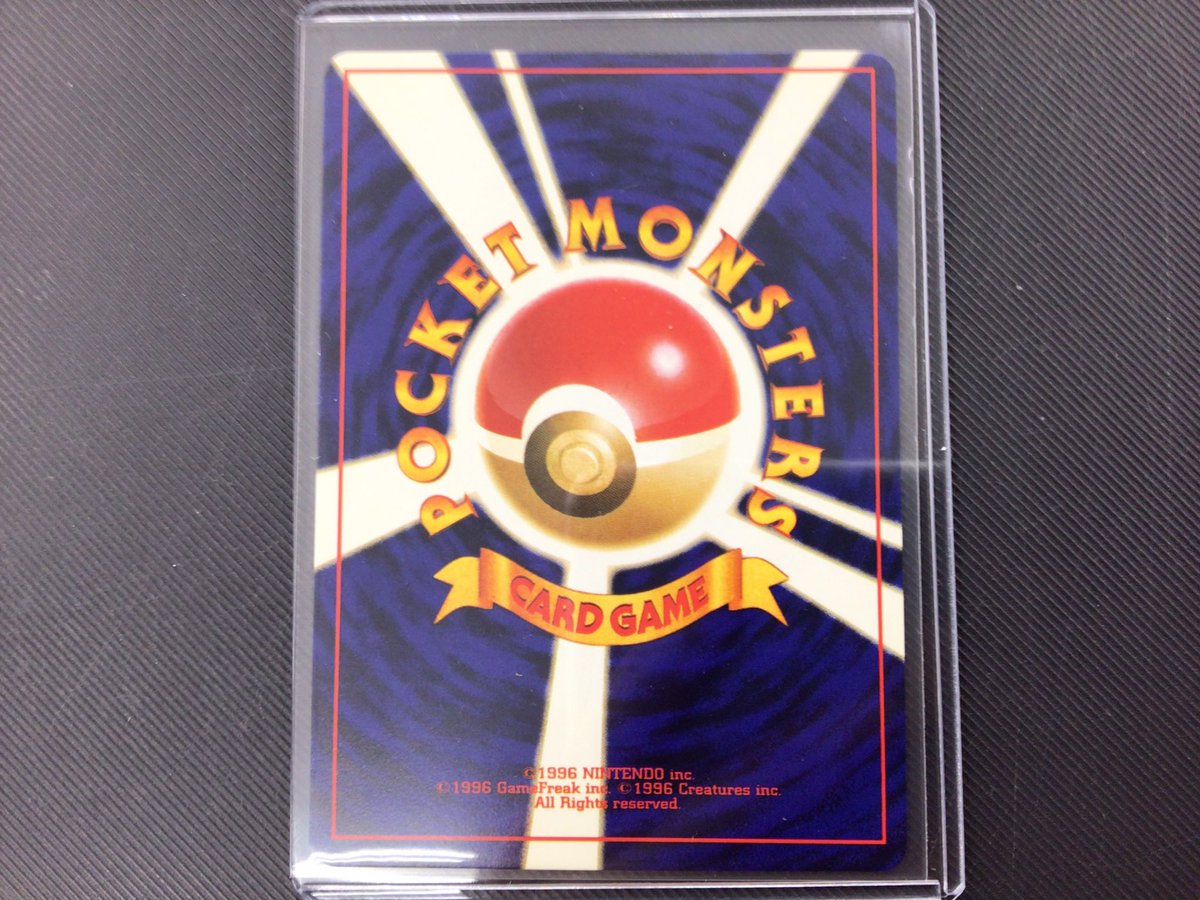 POCKET MONSTERS
CARD GAME
©1996 NINTENDO inc.
©1996 GameFreak inc. ©1996 Creatures inc.
All Rights reserved.